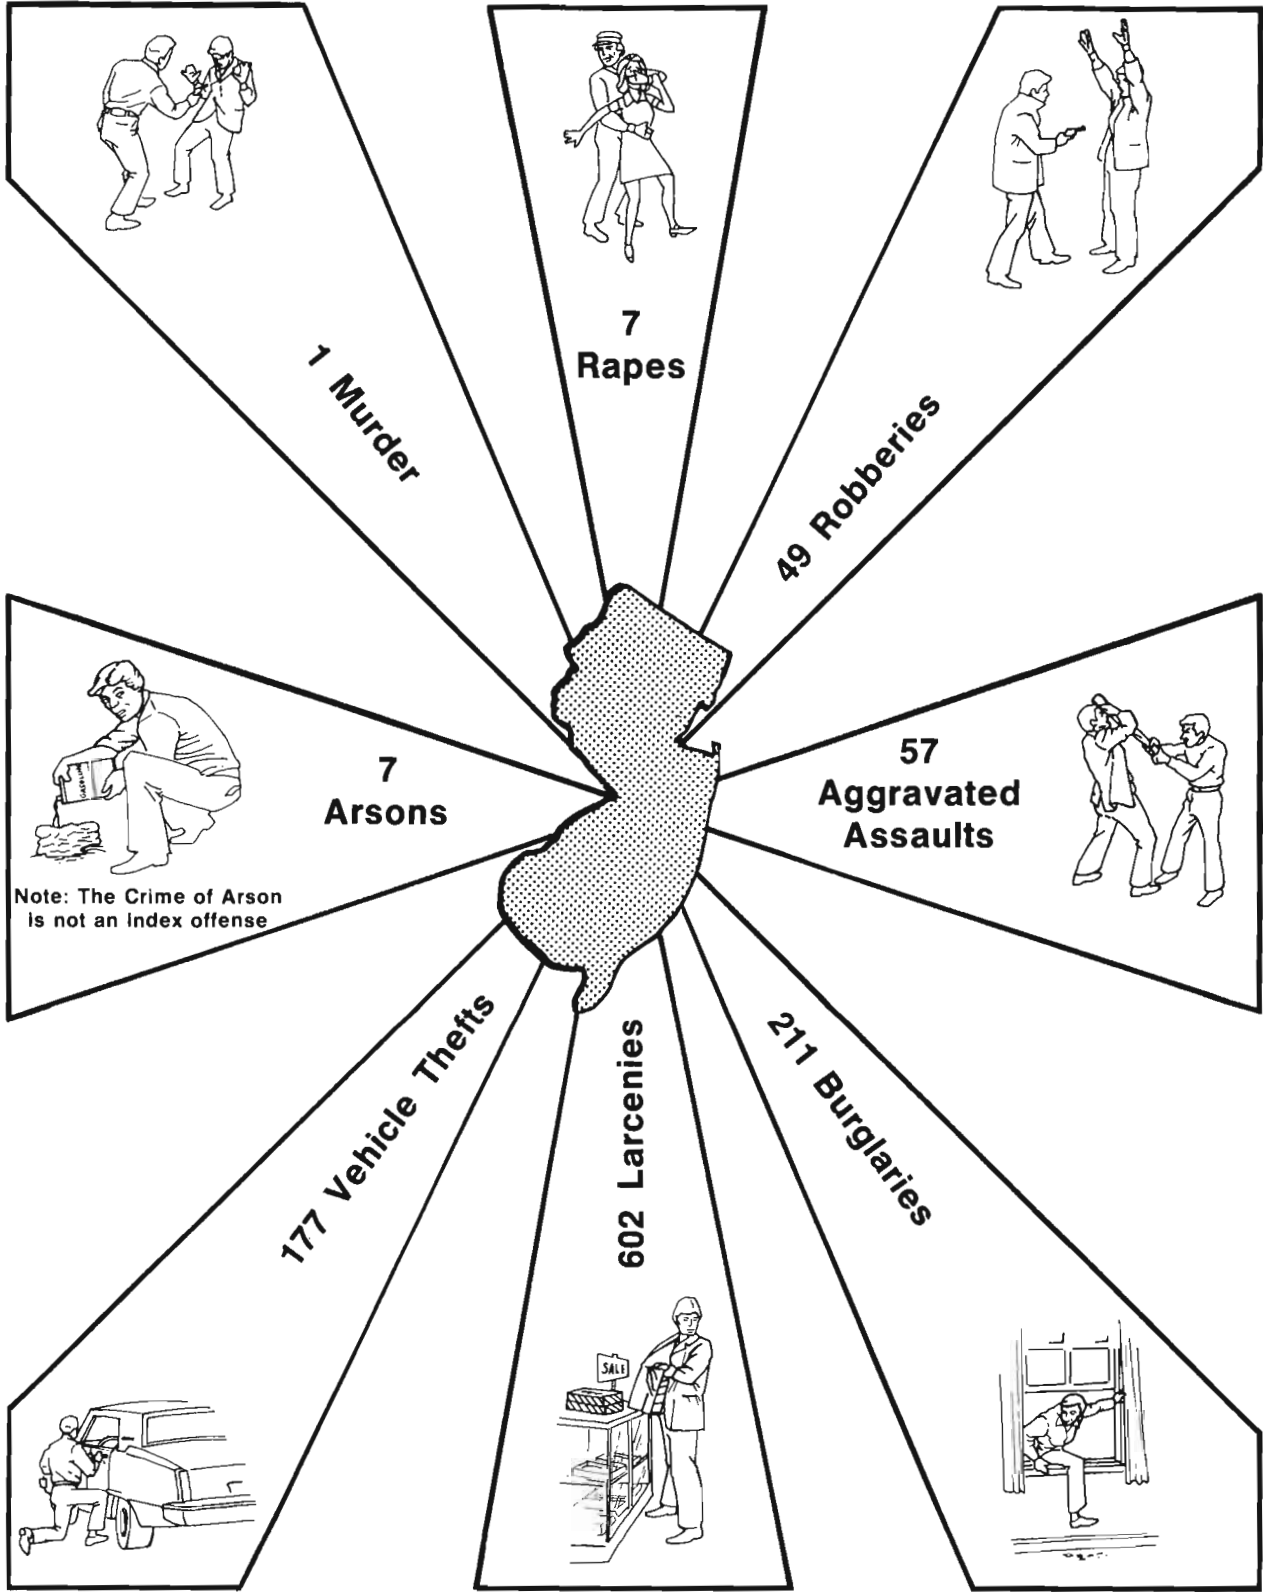 1 Murder
7
Rapes
49 Robberies
7
Arsons
Note: The Crime of Arson
is not an Index offense
57
Aggravated
Assaults
177 Vehicle Thefts
602 Larcenies
211 Burglaries
SALE
GASOLINE